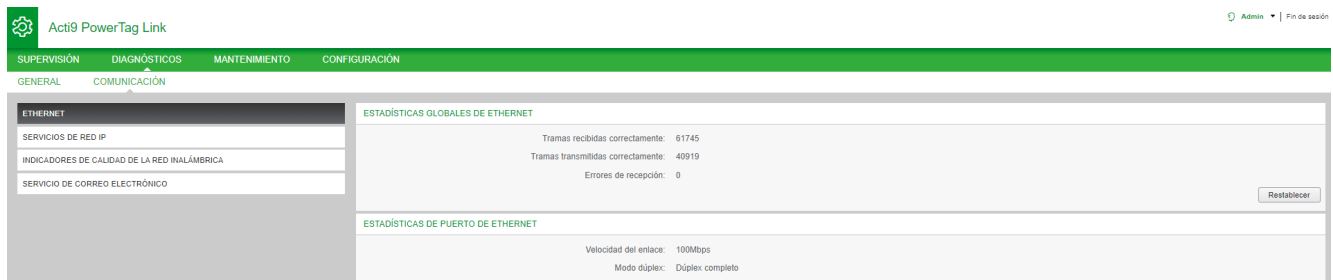 Acti9 PowerTag Link
Admin | Fin de sesión
SUPERVISIÓN DIAGNÓSTICOS MANTENIMIENTO CONFIGURACIÓN
GENERAL COMUNICACIÓN
ETHERNET
SERVICIOS DE RED IP
INDICADORES DE CALIDAD DE LA RED INALÁMBRICA
SERVICIO DE CORREO ELECTRÓNICO
ESTADÍSTICAS GLOBALES DE ETHERNET
Tramas recibidas correctamente: 61745
Tramas transmitidas correctamente: 40919
Errores de recepción: 0
Restablecer
ESTADÍSTICAS DE PUERTO DE ETHERNET
Velocidad del enlace: 100Mbps
Modo dúplex: Dúplex completo